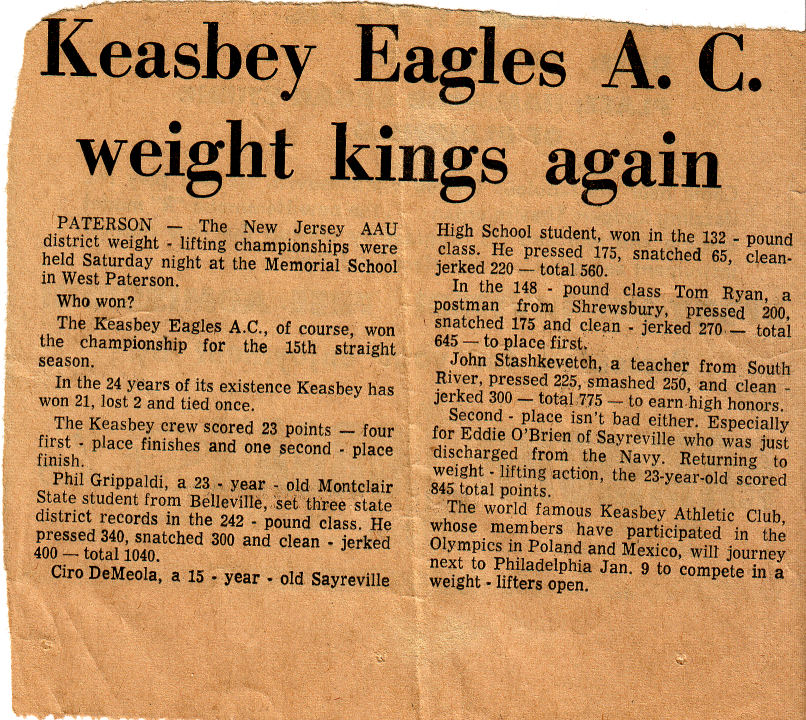 Keasbey Eagles A. C.
weight kings again
PATERSON — The New Jersey AAU
district weight - lifting championships were
held Saturday night at the Memorial School
in West Paterson.
Who won?
The Keasbey Eagles A.C., of course, won
the championship for the 15th straight
season.
In the 24 years of its existence Keasbey has
won 21, lost 2 and tied once.
The Keasbey crew scored 23 points — four
first - place finishes and one second - place
finish.
Phil Grippaldi, a 23 - year - old Montclair
State student from Belleville, set three state
district records in the 242 - pound class. He
pressed 340, snatched 300 and clean - jerked
400 — total 1040.
Ciro DeMeola, a 15 - year - old Sayreville
High School student, won in the 132 - pound
class. He pressed 175, snatched 65, clean-
jerked 220 — total 560.
In the 148 - pound class Tom Ryan, a
postman from Shrewsbury, pressed 200,
snatched 175 and clean - jerked 270 — total
645 — to place first.
John Stashkevetch, a teacher from South
River, pressed 225, smashed 250, and clean -
jerked 300 — total 775 — to earn high honors.
Second - place isn't bad either. Especially
for Eddie O'Brien of Sayreville who was just
discharged from the Navy. Returning to
weight - lifting action, the 23-year-old scored
845 total points.
The world famous Keasbey Athletic Club,
whose members have participated in the
Olympics in Poland and Mexico, will journey
next to Philadelphia Jan. 9 to compete in a
weight - lifters open.